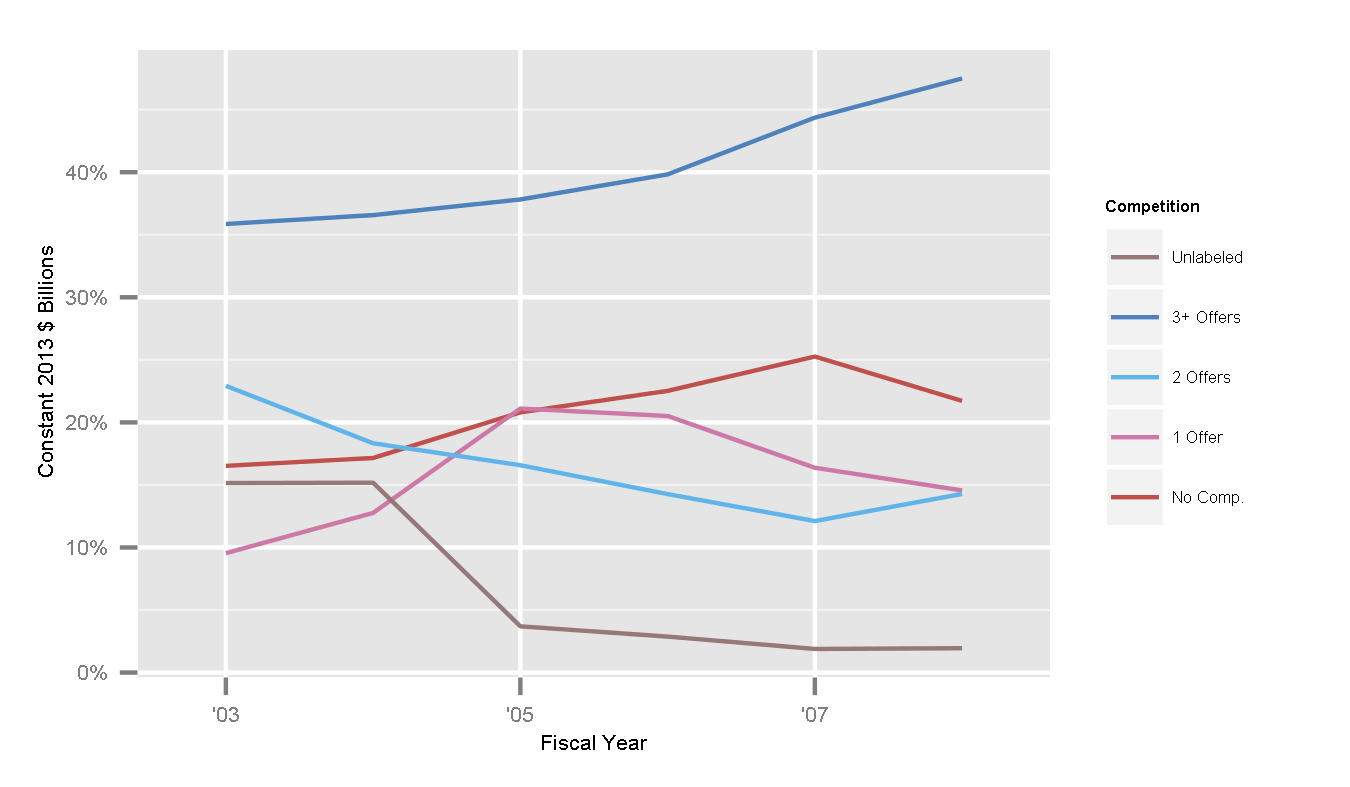 Constant 2013 $ Billions
40%
30%
20%
10%
0%
'03
'05
'07
Fiscal Year
Competition
Unlabeled
3+ Offers
2 Offers
1 Offer
No Comp.